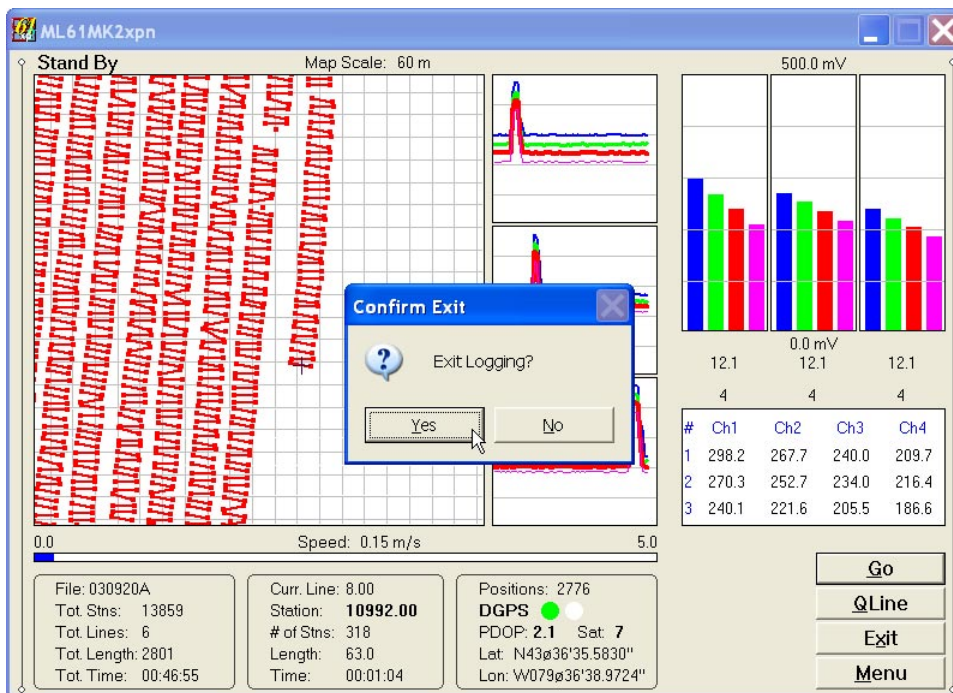 ML61MK2xpn
Stand By
Map Scale: 60 m
500.0 mV
Confirm Exit
Exit Logging?
Yes
No
0.0 mV
12.1 12.1 12.1
4 4 4
# Ch1 Ch2 Ch3 Ch4
1 298.2 267.7 240.0 209.7
2 270.3 252.7 234.0 216.4
3 240.1 221.6 205.5 186.6
0.0 Speed: 0.15 m/s 5.0
File: 030920A
Tot. Stns: 13859
Tot. Lines: 6
Tot. Length: 2801
Tot. Time: 00:46:55
Curr. Line: 8.00
Station: 10992.00
# of Stns: 318
Length: 63.0
Time: 00:01:04
Positions: 2776
DGPS
PDOP: 2.1 Sat: 7
Lat: N43ø36'35.5830"
Lon: W079ø36'38.9724"
Go
QLine
Exit
Menu